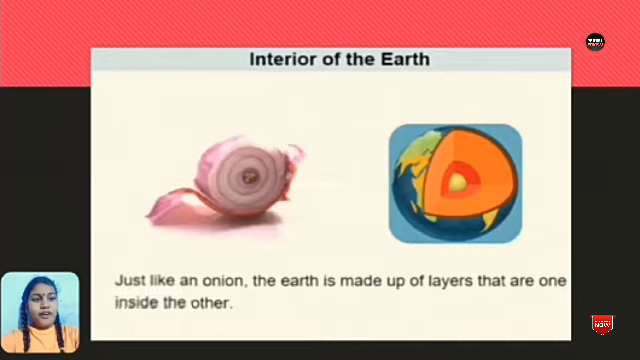 Interior of the Earth
Just like an onion, the earth is made up of layers that are one
inside the other.
NOW